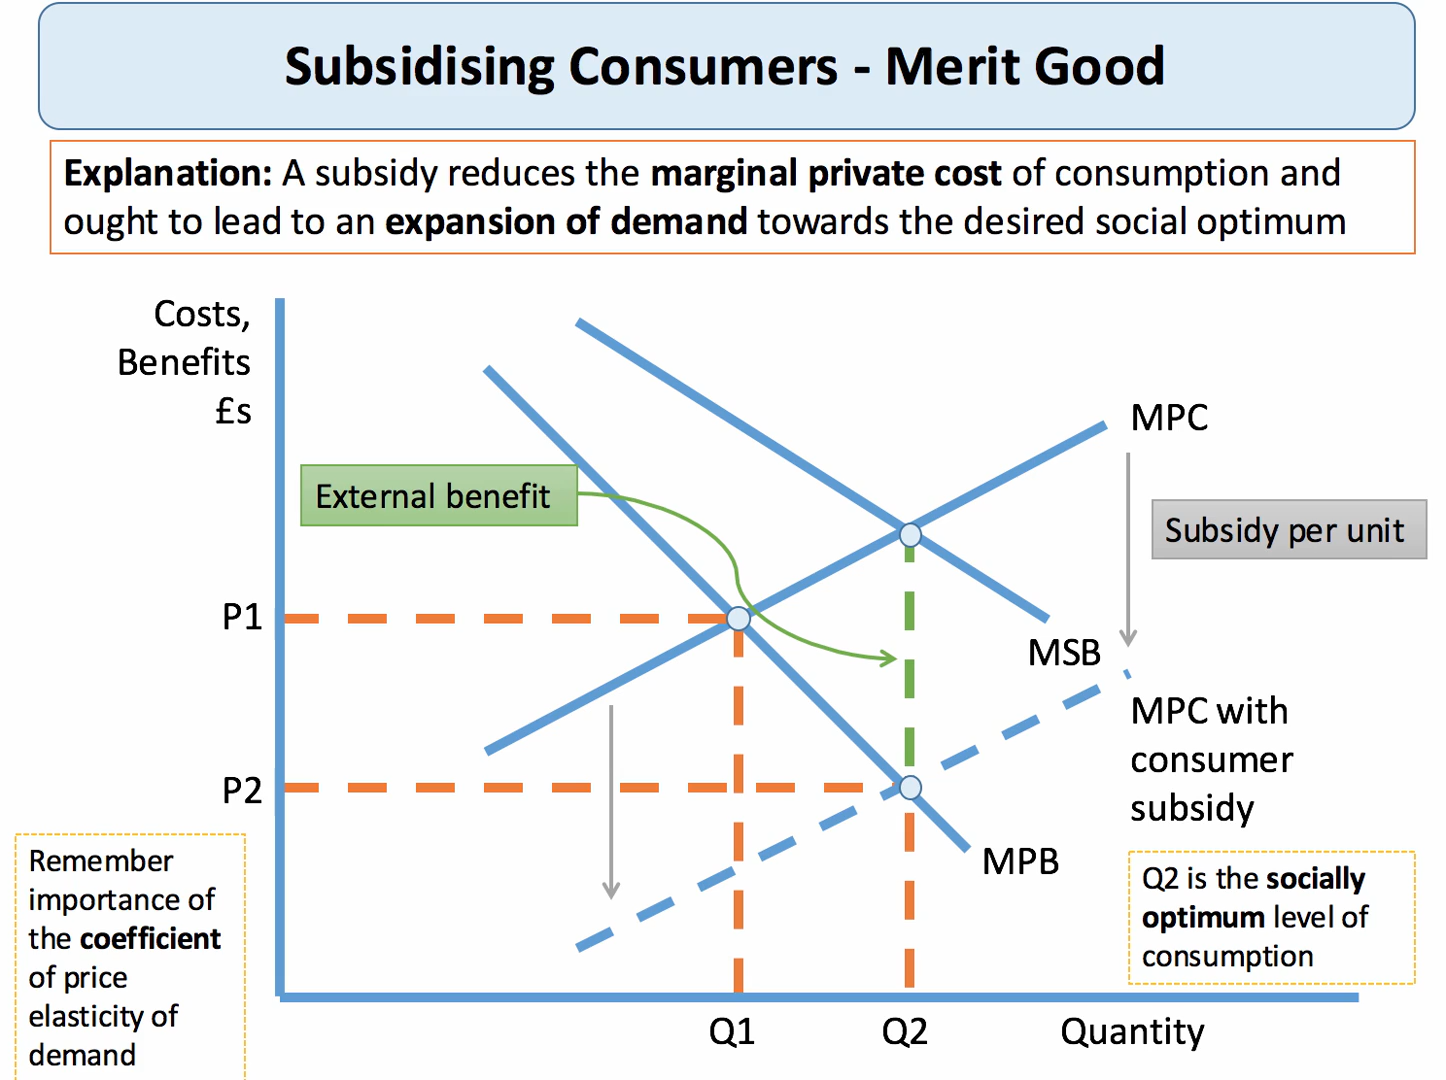 Subsidising Consumers - Merit Good
Explanation: A subsidy reduces the marginal private cost of consumption and
ought to lead to an expansion of demand towards the desired social optimum
Costs,
Benefits
£s
MPC
External benefit
Subsidy per unit
P1
MSB
MPC with
consumer
subsidy
P2
MPB
Remember
importance of
the coefficient
of price
elasticity of
demand
Q2 is the socially
optimum level of
consumption
Q1
Q2
Quantity